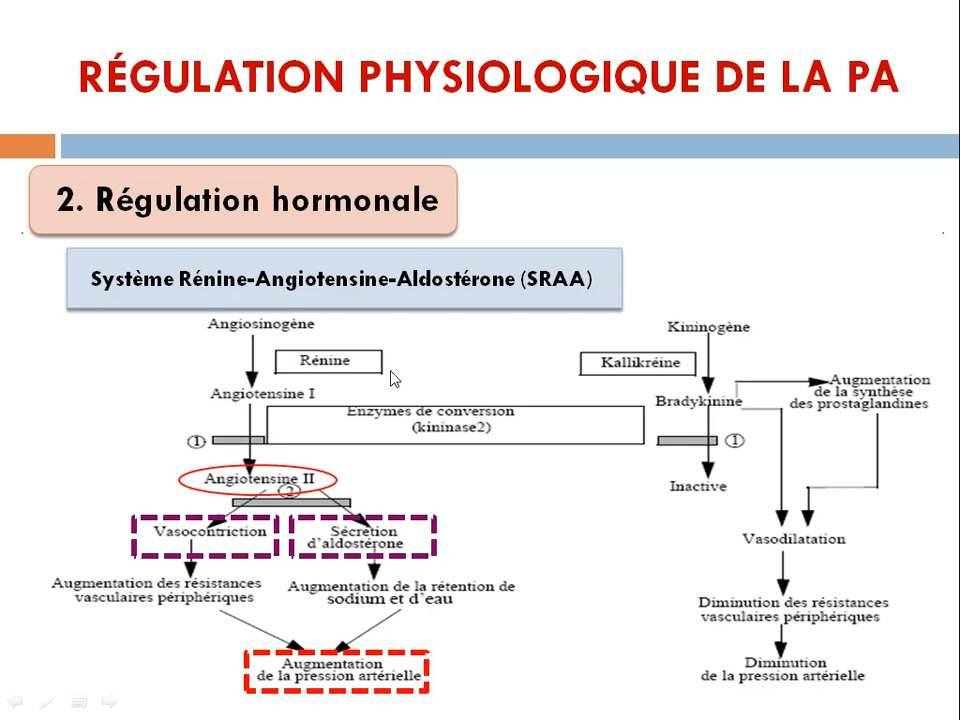 RÉGULATION PHYSIOLOGIQUE DE LA PA
2. Régulation hormonale
Système Rénine-Angiotensine-Aldostérone (SRAA)
Angiosinogène
Rénine
Angiotensine I
Enzymes de conversion
(kininase2)
①
Angiotensine II
②
Vasocontriction
Sécrétion
d'aldostérone
Augmentation des résistances
vasculaires périphériques
Augmentation de la rétention de
sodium et d'eau
Augmentation
de la pression artérielle
Kininogène
Kallikréine
Bradykinine
Augmentation
de la synthèse
des prostaglandines
①
Inactive
Vasodilatation
Diminution des résistances
vasculaires périphériques
Diminution
de la pression artérielle